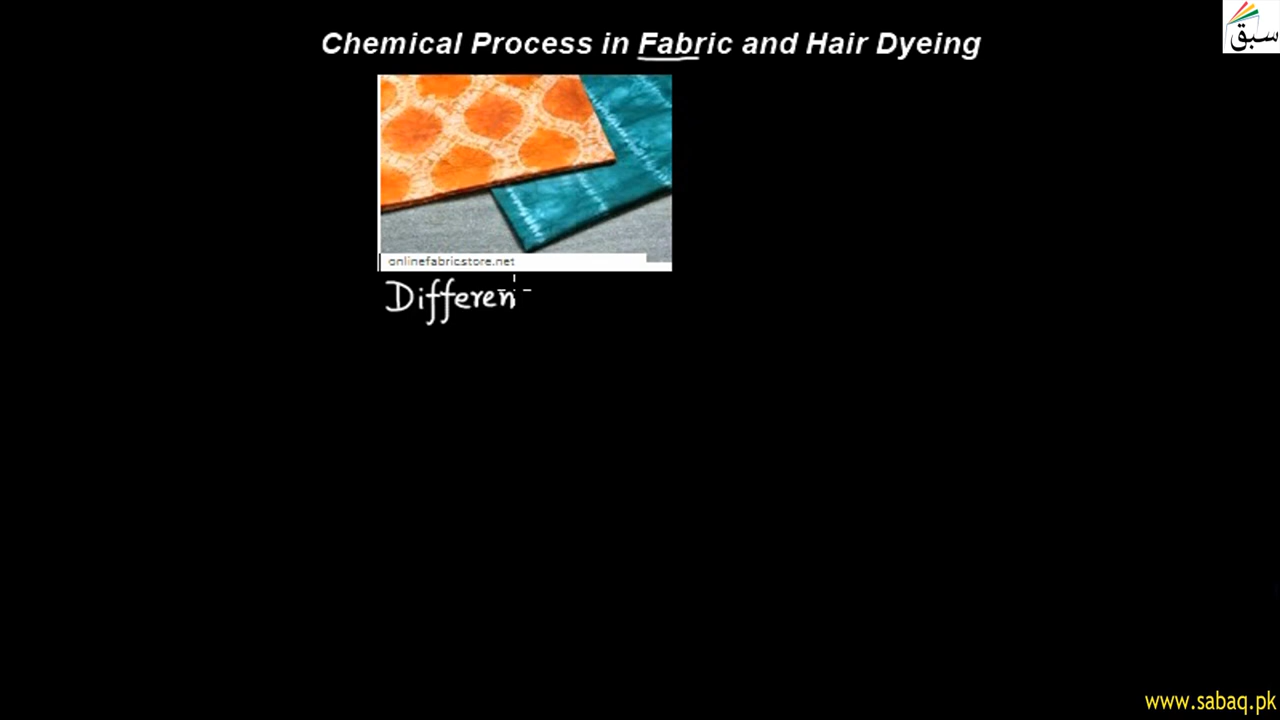 Chemical Process in Fabric and Hair Dyeing
سبق
onlinefabricstore.net
Differen
www.sabaq.pk